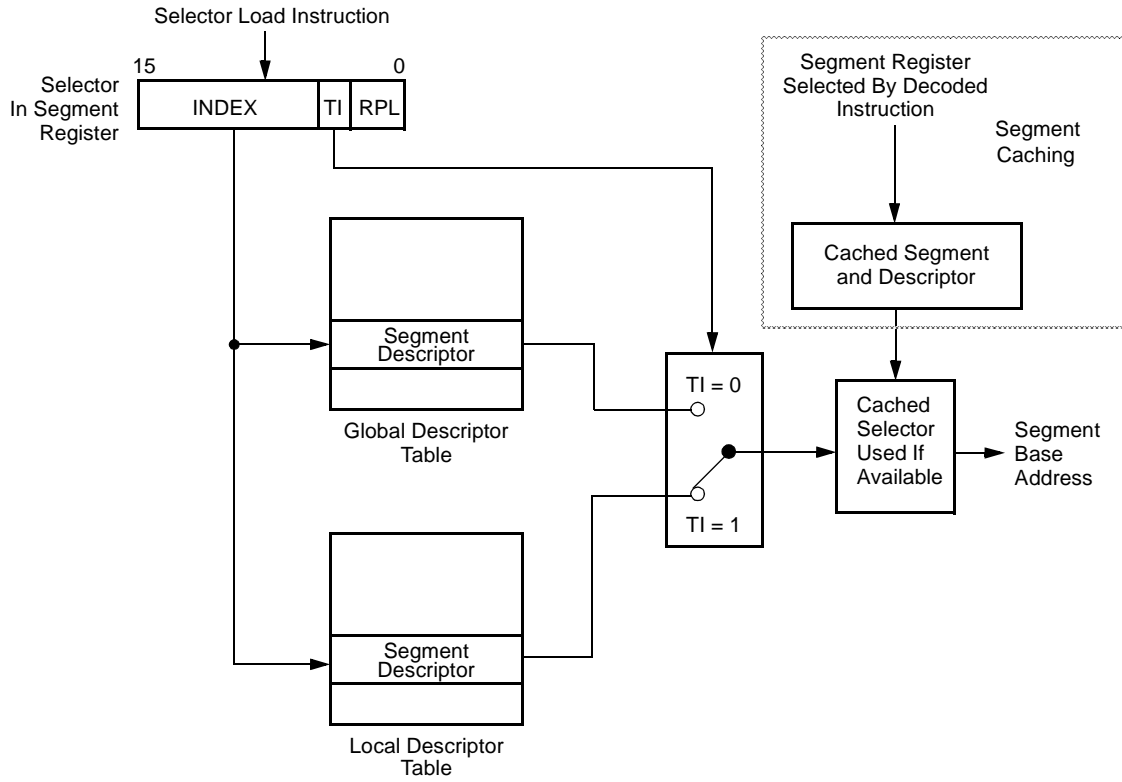 Selector Load Instruction
15 0
Selector
In Segment
Register
INDEX TI RPL
Segment Register
Selected By Decoded
Instruction
Segment
Caching
Cached Segment
and Descriptor
Segment
Descriptor
Global Descriptor
Table
TI = 0
TI = 1
Cached
Selector
Used If
Available
Segment
Base
Address
Segment
Descriptor
Local Descriptor
Table